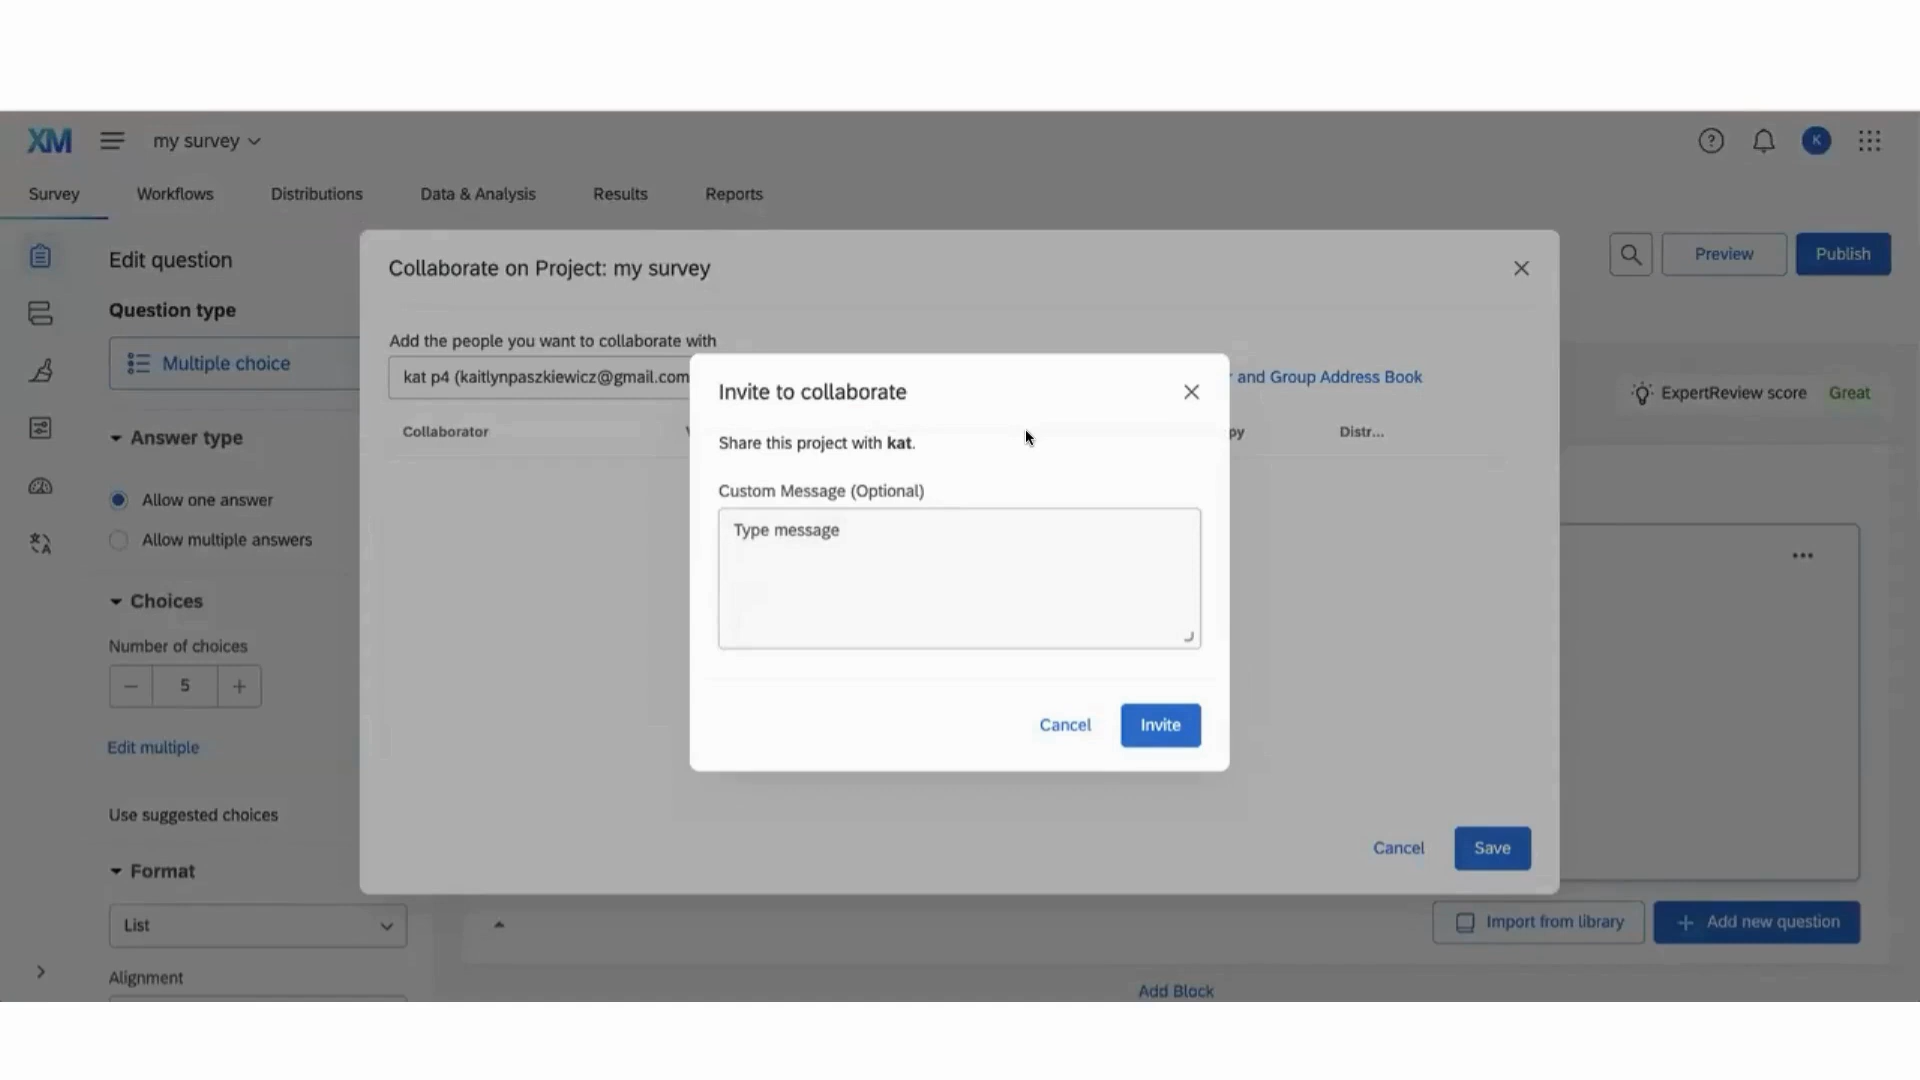 XM
my survey
K
Survey
Workflows
Distributions
Data & Analysis
Results
Reports
Edit question
Collaborate on Project: my survey
Preview
Publish
Question type
Add the people you want to collaborate with
Multiple choice
kat p4 (kaitlynpaszkiewicz@gmail.com
and Group Address Book
Invite to collaborate
ExpertReview score
Great
Answer type
Collaborator
Distr...
Share this project with kat.
Custom Message (Optional)
Allow one answer
Type message
Allow multiple answers
Choices
Number of choices
5
Cancel
Invite
Edit multiple
Use suggested choices
Cancel
Save
Format
List
Import from library
Add new question
Alignment
Add Block